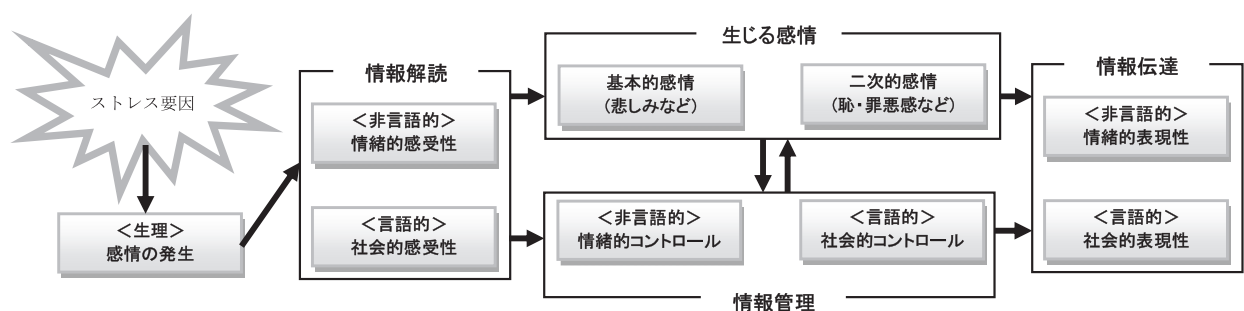 ストレス要因
＜生理＞
感情の発生
情報解読
＜非言語的＞
情緒的感受性
＜言語的＞
社会的感受性
生じる感情
基本的感情
(悲しみなど)
二次的感情
(恥・罪悪感など)
＜非言語的＞
情緒的コントロール
＜言語的＞
社会的コントロール
情報管理
情報伝達
＜非言語的＞
情緒的表現性
＜言語的＞
社会的表現性